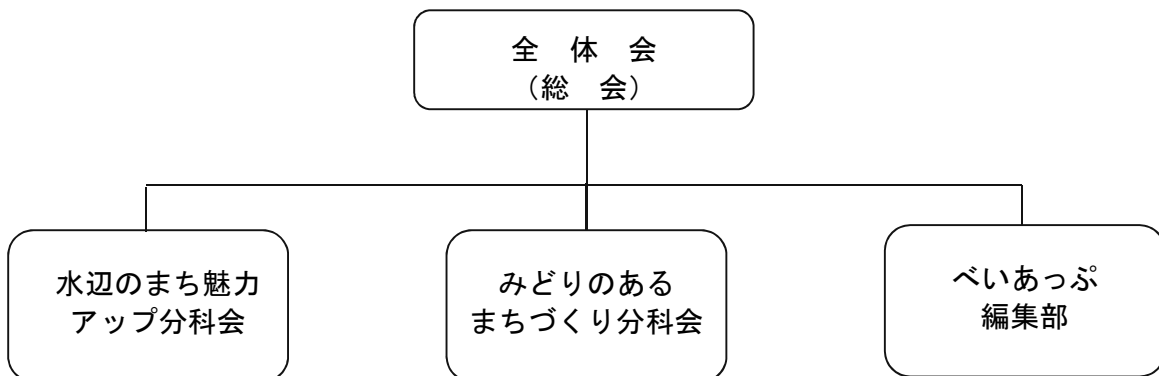 全　体　会
（総　会）
水辺のまち魅力
アップ分科会
みどりのある
まちづくり分科会
べいあっぷ
編集部